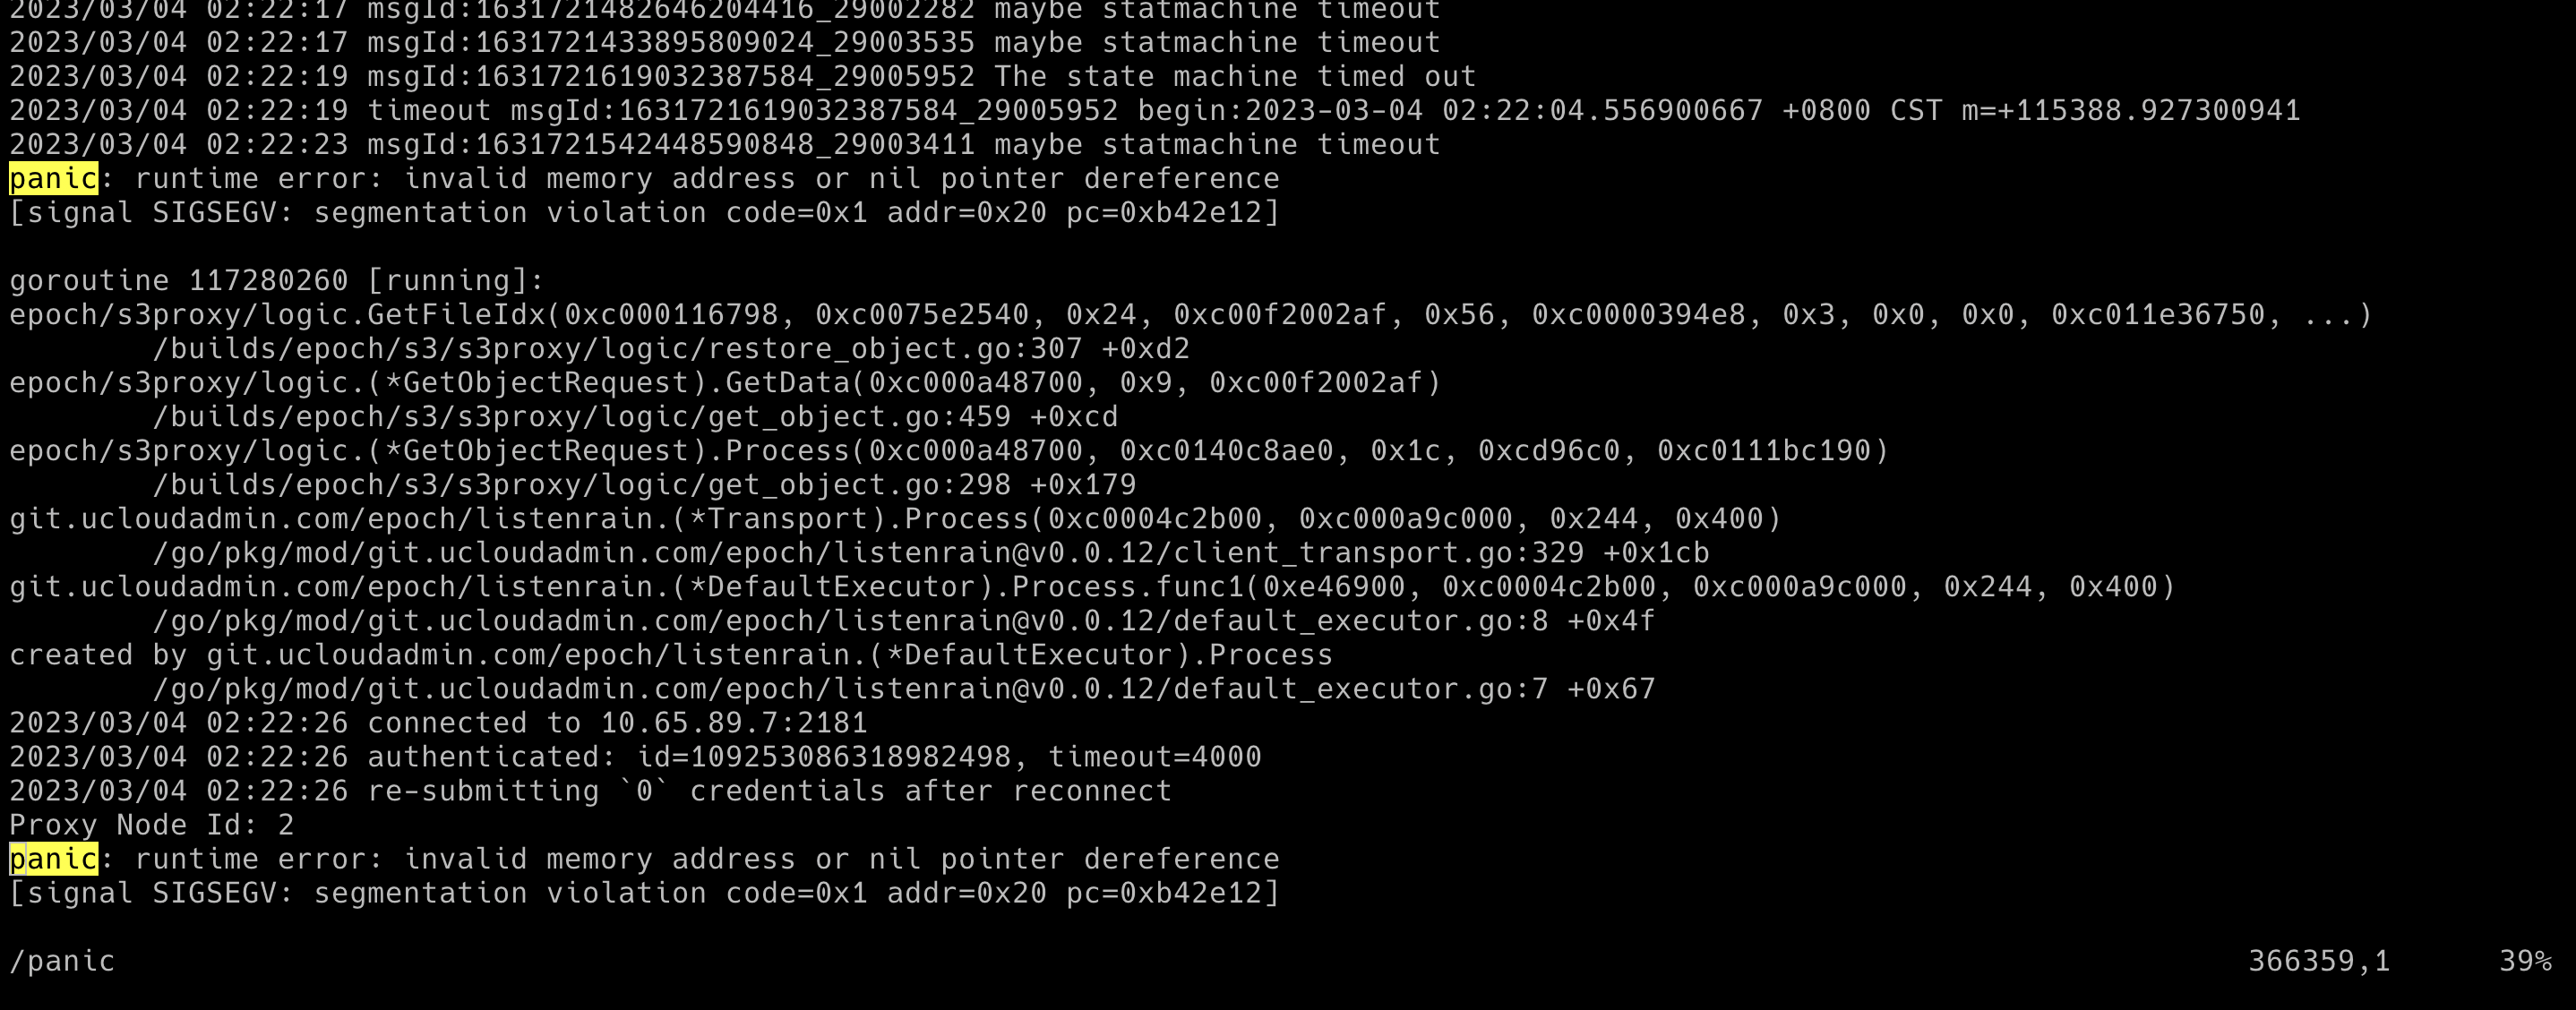 2023/03/04 02:22:17 msgId:1631721482646204416_29002282 maybe statmachine timeout
2023/03/04 02:22:17 msgId:1631721433895809024_29003535 maybe statmachine timeout
2023/03/04 02:22:19 msgId:1631721619032387584_29005952 The state machine timed out
2023/03/04 02:22:19 timeout msgId:1631721619032387584_29005952 begin:2023-03-04 02:22:04.556900667 +0800 CST m=+115388.927300941
2023/03/04 02:22:23 msgId:1631721542448590848_29003411 maybe statmachine timeout
panic: runtime error: invalid memory address or nil pointer dereference
[signal SIGSEGV: segmentation violation code=0x1 addr=0x20 pc=0xb42e12]
goroutine 117280260 [running]:
epoch/s3proxy/logic.GetFileIdx(0xc000116798, 0xc0075e2540, 0x24, 0xc00f2002af, 0x56, 0xc0000394e8, 0x3, 0x0, 0x0, 0xc011e36750, ...)
/builds/epoch/s3/s3proxy/logic/restore_object.go:307 +0xd2
epoch/s3proxy/logic.(*GetObjectRequest).GetData(0xc000a48700, 0x9, 0xc00f2002af)
/builds/epoch/s3/s3proxy/logic/get_object.go:459 +0xcd
epoch/s3proxy/logic.(*GetObjectRequest).Process(0xc000a48700, 0xc0140c8ae0, 0x1c, 0xcd96c0, 0xc0111bc190)
/builds/epoch/s3/s3proxy/logic/get_object.go:298 +0x179
git.ucloudadmin.com/epoch/listenrain.(*Transport).Process(0xc0004c2b00, 0xc000a9c000, 0x244, 0x400)
/go/pkg/mod/git.ucloudadmin.com/epoch/listenrain@v0.0.12/client_transport.go:329 +0x1cb
git.ucloudadmin.com/epoch/listenrain.(*DefaultExecutor).Process.func1(0xe46900, 0xc0004c2b00, 0xc000a9c000, 0x244, 0x400)
/go/pkg/mod/git.ucloudadmin.com/epoch/listenrain@v0.0.12/default_executor.go:8 +0x4f
created by git.ucloudadmin.com/epoch/listenrain.(*DefaultExecutor).Process
/go/pkg/mod/git.ucloudadmin.com/epoch/listenrain@v0.0.12/default_executor.go:7 +0x67
2023/03/04 02:22:26 connected to 10.65.89.7:2181
2023/03/04 02:22:26 authenticated: id=109253086318982498, timeout=4000
2023/03/04 02:22:26 re-submitting `0` credentials after reconnect
Proxy Node Id: 2
panic: runtime error: invalid memory address or nil pointer dereference
[signal SIGSEGV: segmentation violation code=0x1 addr=0x20 pc=0xb42e12]
/panic 366359,1 39%